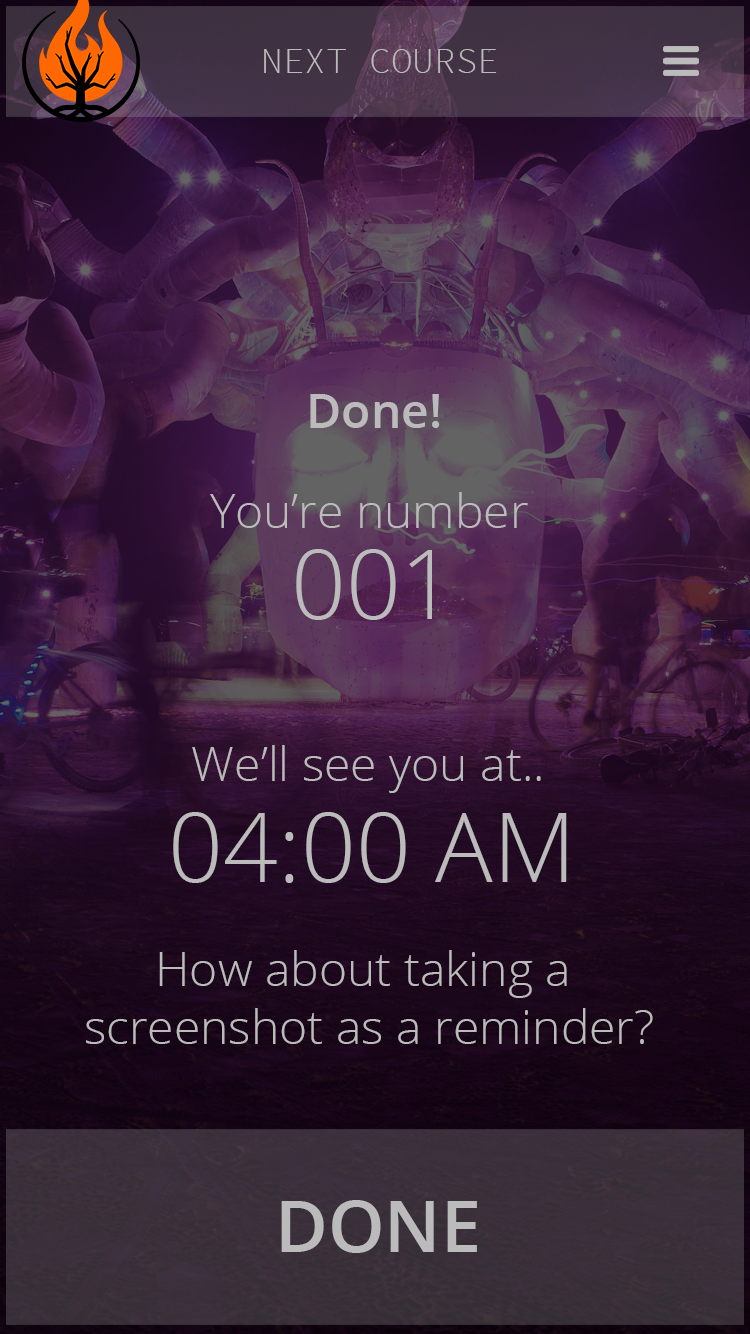 NEXT COURSE
Done!
You’re number
001
We’ll see you at..
04:00 AM
How about taking a
screenshot as a reminder?
DONE